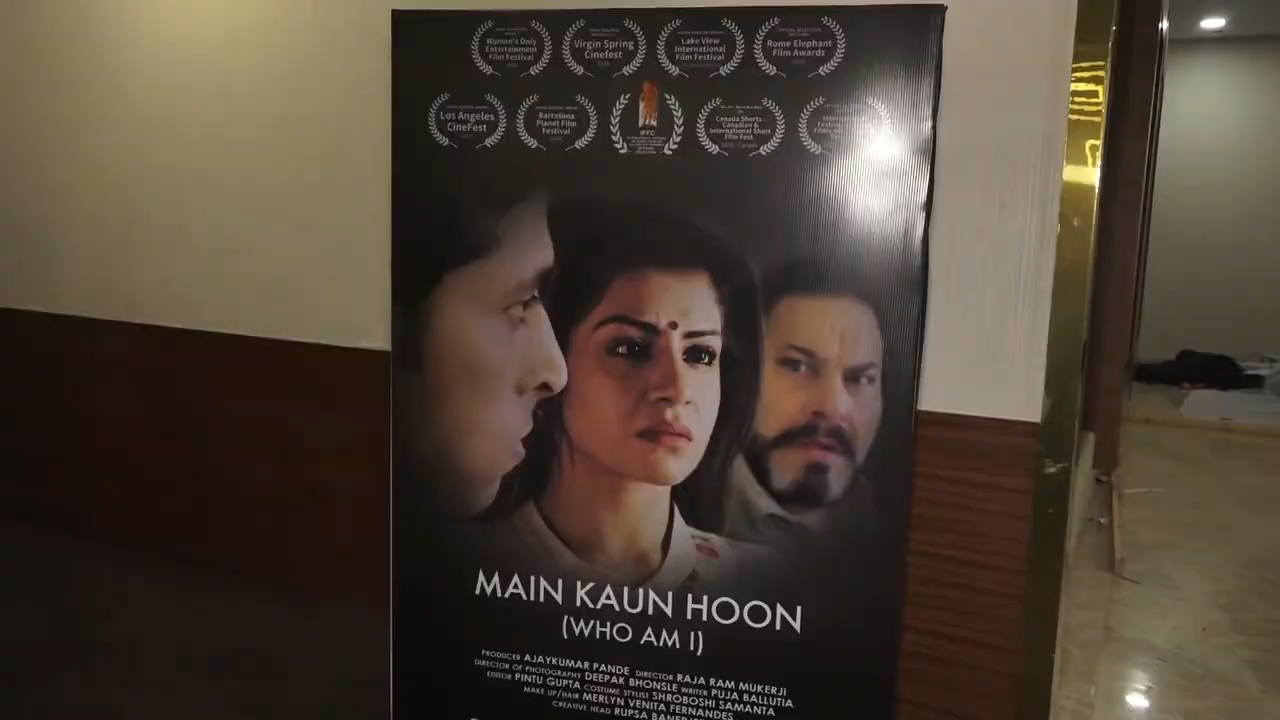 Women's Only
Entertainment
Film Festival
Virgin Spring
Cinefest
Lake View
International
Film Festival
Rome Elephant
Film Awards
Los Angeles
CineFest
Barcelona
Planet Film
Festival
IFFC
Canada Shorts -
Canadian &
International Short
Film Fest
MAIN KAUN HOON
(WHO AM I)
PRODUCER AJAYKUMAR PANDE DIRECTOR RAJA RAM MUKERJI
DIRECTOR OF PHOTOGRAPHY DEEPAK BHONSLE WRITER PUJA BALLUTIA
EDITOR PINTU GUPTA COSTUME STYLIST SHROBOSHI SAMANTA
MAKE UP/HAIR MERLYN VENITA FERNANDES
CREATIVE HEAD RUPSA